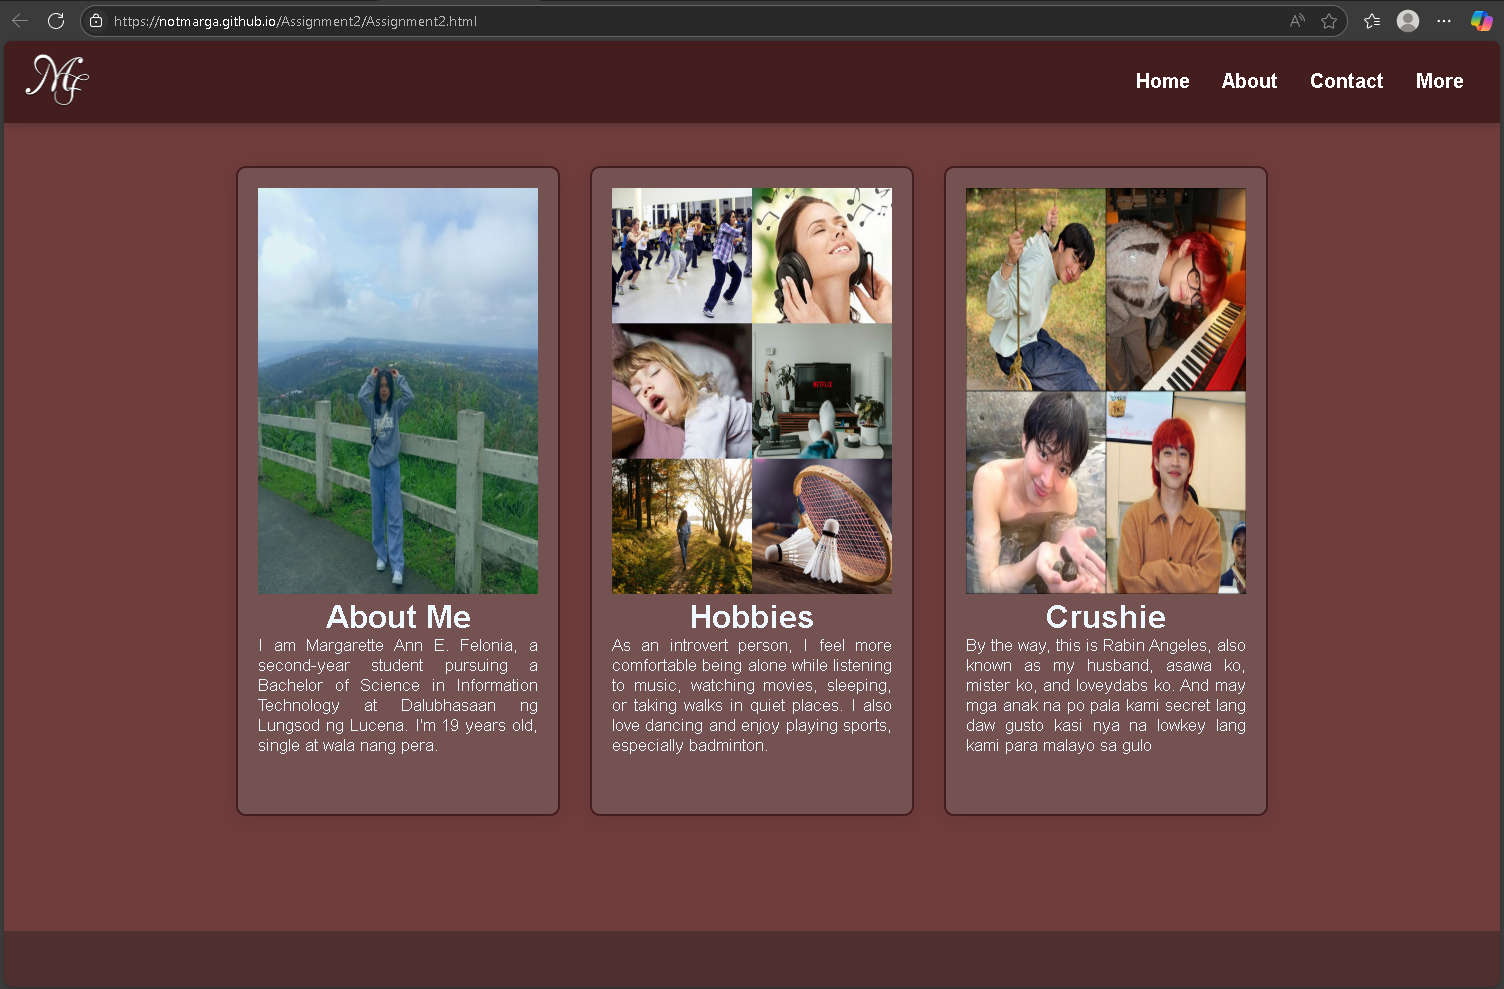 https://notmarga.github.io/Assignment2/Assignment2.html
Mf
Home About Contact More
NETFLIX
About Me
I am Margarette Ann E. Felonia, a
second-year student pursuing a
Bachelor of Science in Information
Technology at Dalubhasaan ng
Lungsod ng Lucena. I'm 19 years old,
single at wala nang pera.
Hobbies
As an introvert person, I feel more
comfortable being alone while listening
to music, watching movies, sleeping,
or taking walks in quiet places. I also
love dancing and enjoy playing sports,
especially badminton.
Crushie
By the way, this is Rabin Angeles, also
known as my husband, asawa ko,
mister ko, and loveydabs ko. And may
mga anak na po pala kami secret lang
daw gusto kasi nya na lowkey lang
kami para malayo sa gulo